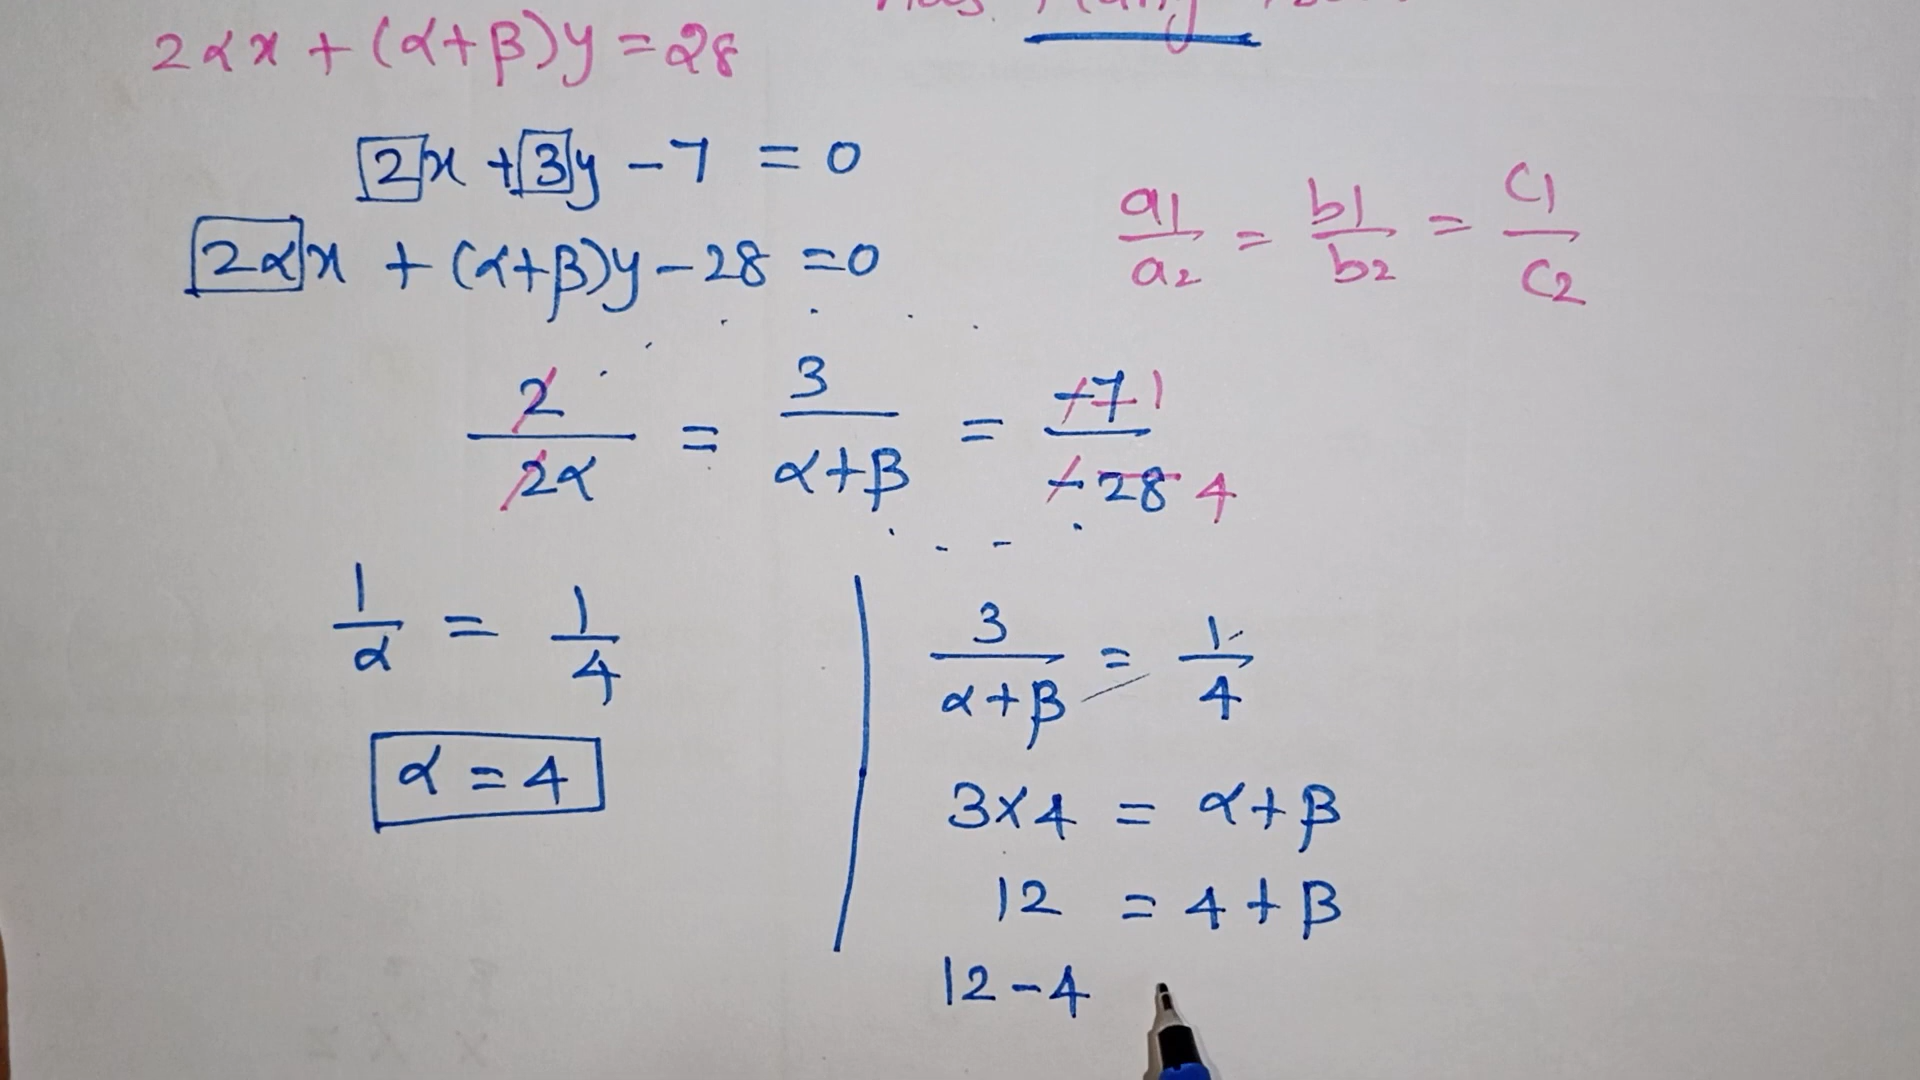 Many
2αx + (α+β)y = 28
2x + 3y - 7 = 0
2αx + (α+β)y - 28 = 0
a1/a2 = b1/b2 = c1/c2
2/2α = 3/α+β = -7 1/-28 4
1/α = 1/4
α = 4
3/α+β = 1/4
3×4 = α+β
12 = 4+β
12-4